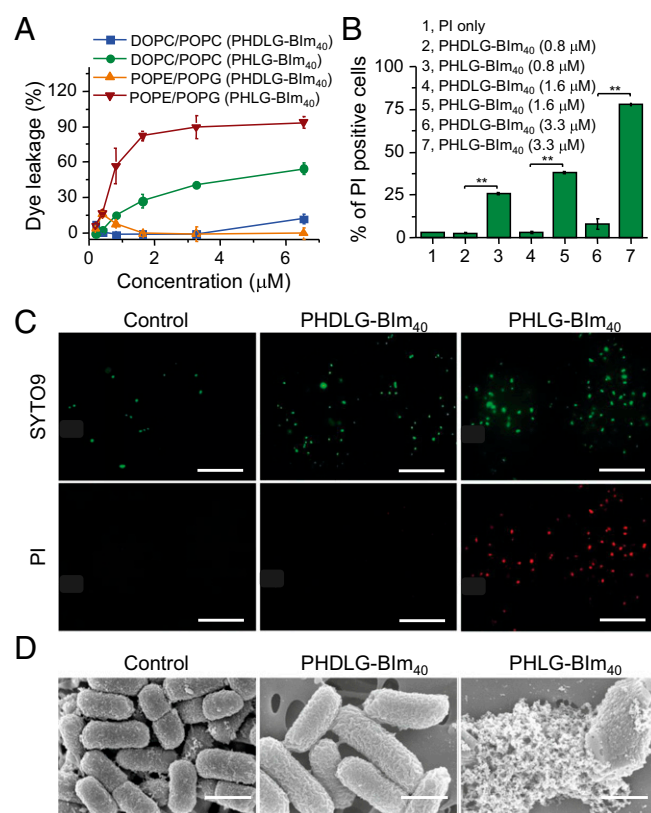 A
DOPC/POPC (PHDLG-BIm40)
DOPC/POPC (PHLG-BIm40)
POPE/POPG (PHDLG-BIm40)
POPE/POPG (PHLG-BIm40)
Dye leakage (%)
120
90
60
30
0
0 2 4 6
Concentration (μM)
B
1, PI only
2, PHDLG-BIm40 (0.8 μM)
3, PHLG-BIm40 (0.8 μM)
4, PHDLG-BIm40 (1.6 μM)
5, PHLG-BIm40 (1.6 μM)
6, PHDLG-BIm40 (3.3 μM)
7, PHLG-BIm40 (3.3 μM)
% of PI positive cells
100
75
50
25
0
** ** **
1 2 3 4 5 6 7
C
Control PHDLG-BIm40 PHLG-BIm40
SYTO9
PI
D
Control PHDLG-BIm40 PHLG-BIm40